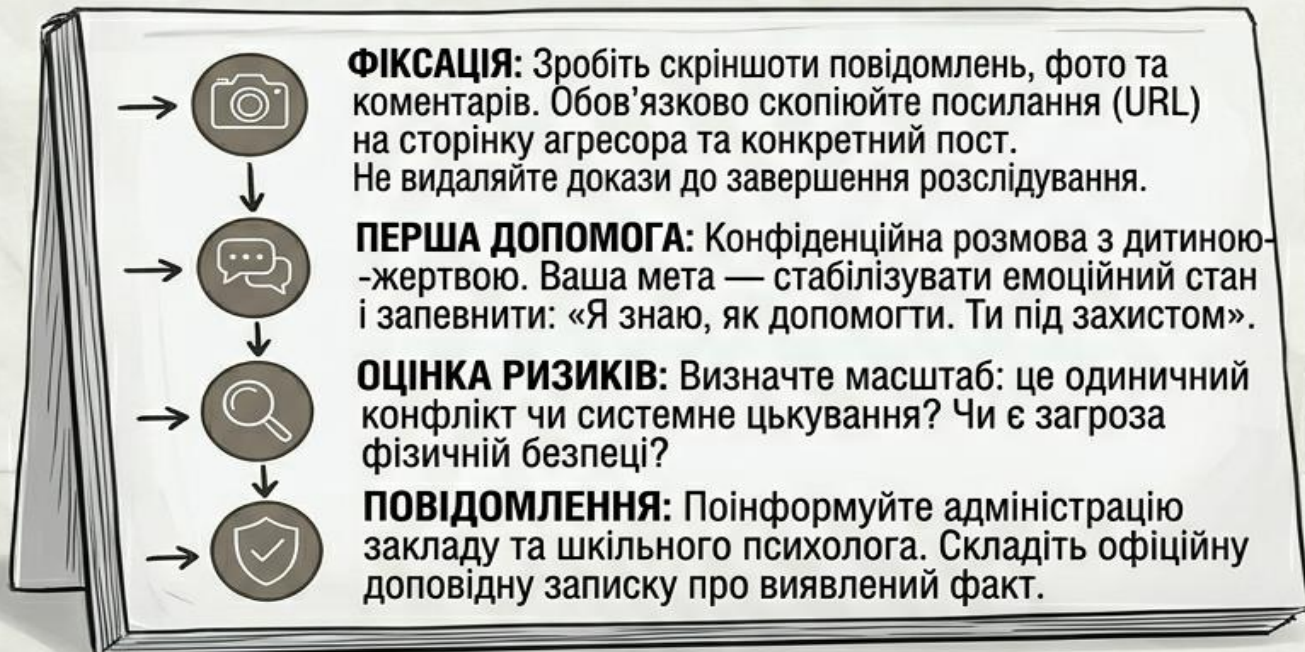 ФІКСАЦІЯ: Зробіть скріншоти повідомлень, фото та
коментарів. Обов’язково скопіюйте посилання (URL)
на сторінку агресора та конкретний пост.
Не видаляйте докази до завершення розслідування.
ПЕРША ДОПОМОГА: Конфіденційна розмова з дитиною-
-жертвою. Ваша мета — стабілізувати емоційний стан
і запевнити: «Я знаю, як допомогти. Ти під захистом».
ОЦІНКА РИЗИКІВ: Визначте масштаб: це одиничний
конфлікт чи системне цькування? Чи є загроза
фізичній безпеці?
ПОВІДОМЛЕННЯ: Поінформуйте адміністрацію
закладу та шкільного психолога. Складіть офіційну
доповідну записку про виявлений факт.